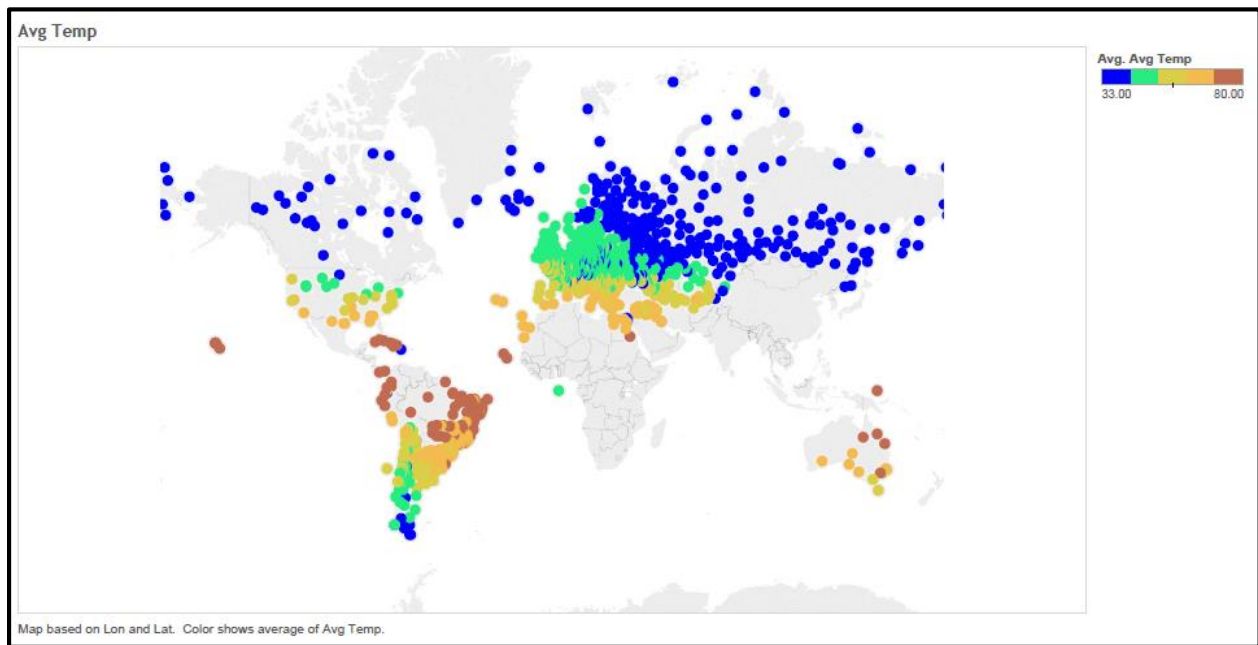 Avg Temp
Avg. Avg Temp
33.00 80.00
Map based on Lon and Lat. Color shows average of Avg Temp.